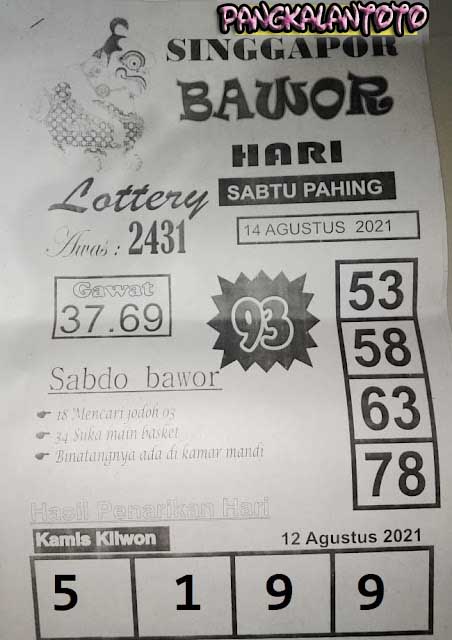 PANGKALANTOTO
SINGGAPOR
BAWOR
HARI
Lottery SABTU PAHING
Awas : 2431
14 AGUSTUS 2021
Gawat
37.69
93
53
58
63
78
Sabdo bawor
18 Mencari jodoh 03
34 Suka main basket
Binatangnya ada di kamar mandi
Hasil Penarikan Hari
Kamis Kliwon 12 Agustus 2021
5 1 9 9